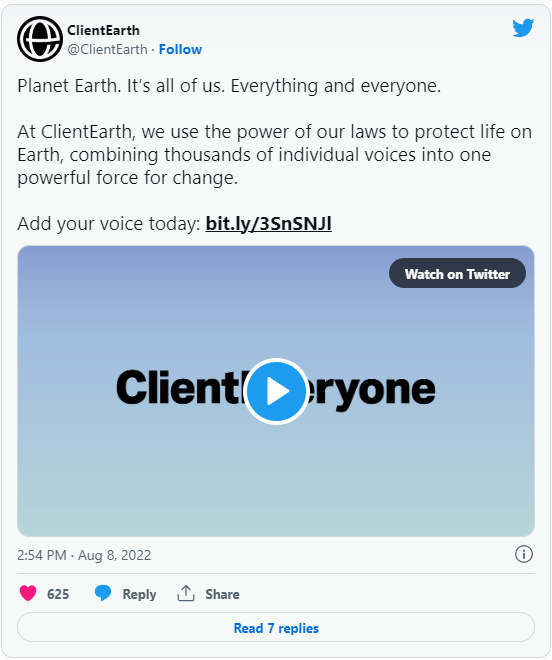 ClientEarth
@ClientEarth · Follow
Planet Earth. It's all of us. Everything and everyone.
At ClientEarth, we use the power of our laws to protect life on
Earth, combining thousands of individual voices into one
powerful force for change.
Add your voice today: bit.ly/3SnSNJl
Watch on Twitter
2:54 PM · Aug 8, 2022
625 Reply Share
Read 7 replies